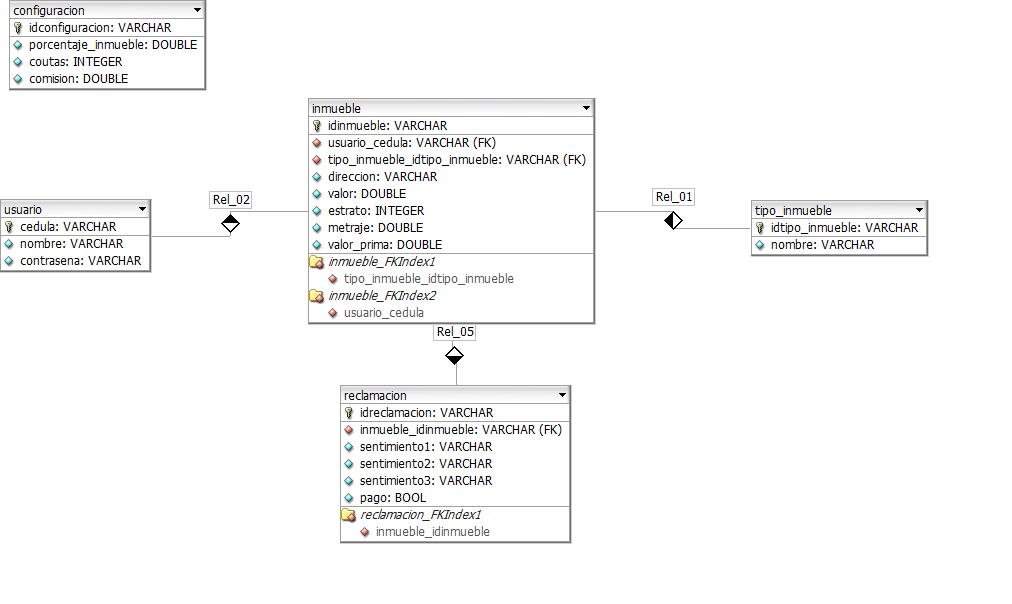 configuracion
idconfiguracion: VARCHAR
porcentaje_inmueble: DOUBLE
coutas: INTEGER
comision: DOUBLE
inmueble
idinmueble: VARCHAR
usuario_cedula: VARCHAR (FK)
tipo_inmueble_idtipo_inmueble: VARCHAR (FK)
direccion: VARCHAR
valor: DOUBLE
estrato: INTEGER
metraje: DOUBLE
valor_prima: DOUBLE
inmueble_FKIndex1
tipo_inmueble_idtipo_inmueble
inmueble_FKIndex2
usuario_cedula
Rel_02
usuario
cedula: VARCHAR
nombre: VARCHAR
contrasena: VARCHAR
Rel_01
tipo_inmueble
idtipo_inmueble: VARCHAR
nombre: VARCHAR
Rel_05
reclamacion
idreclamacion: VARCHAR
inmueble_idinmueble: VARCHAR (FK)
sentimiento1: VARCHAR
sentimiento2: VARCHAR
sentimiento3: VARCHAR
pago: BOOL
reclamacion_FKIndex1
inmueble_idinmueble